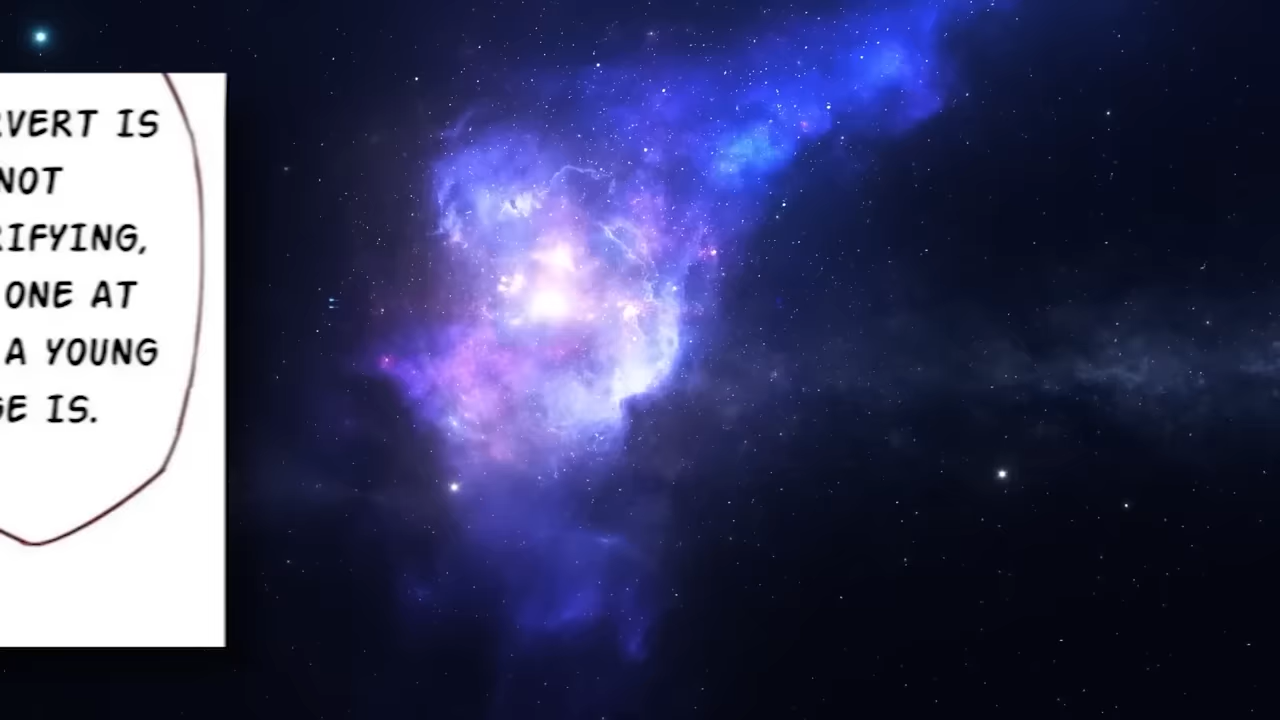 RVERT IS
NOT
RIFYING,
ONE AT
A YOUNG
GE IS.